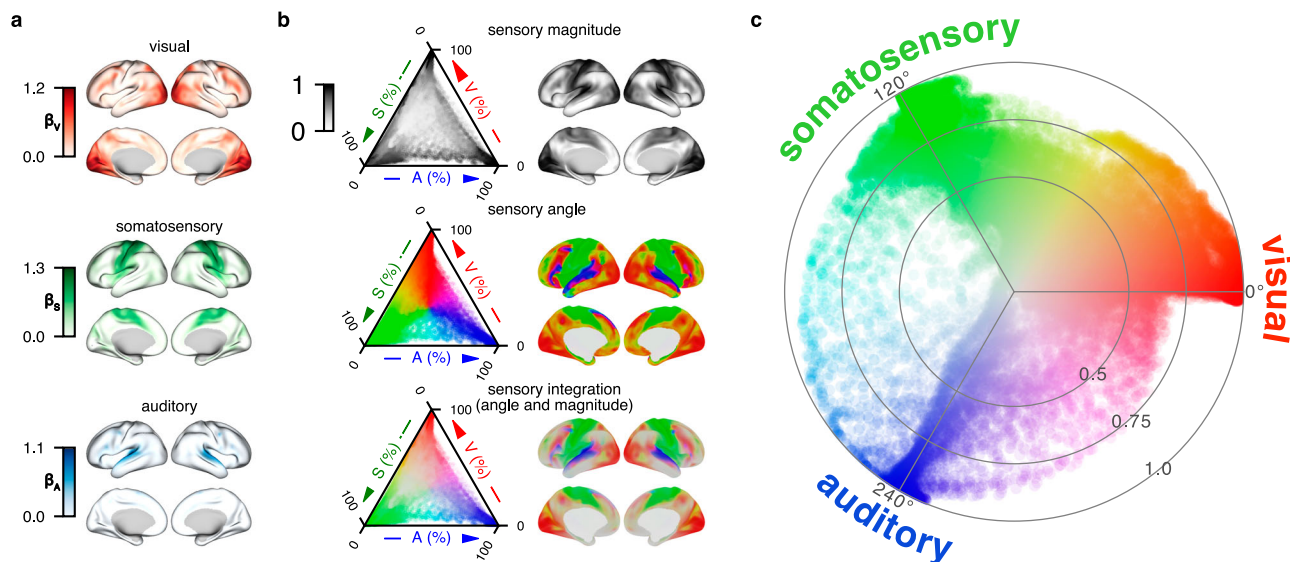 a
visual
1.2
βV
0.0
somatosensory
1.3
βS
0.0
auditory
1.1
βA
0.0
b
sensory magnitude
1
0
0
100
S (%)
V (%)
100
0
0
A (%)
100
sensory angle
0
100
S (%)
V (%)
100
0
0
A (%)
100
sensory integration
(angle and magnitude)
0
100
S (%)
V (%)
100
0
0
A (%)
100
c
somatosensory
120°
visual
0°
0.5
0.75
1.0
240°
auditory